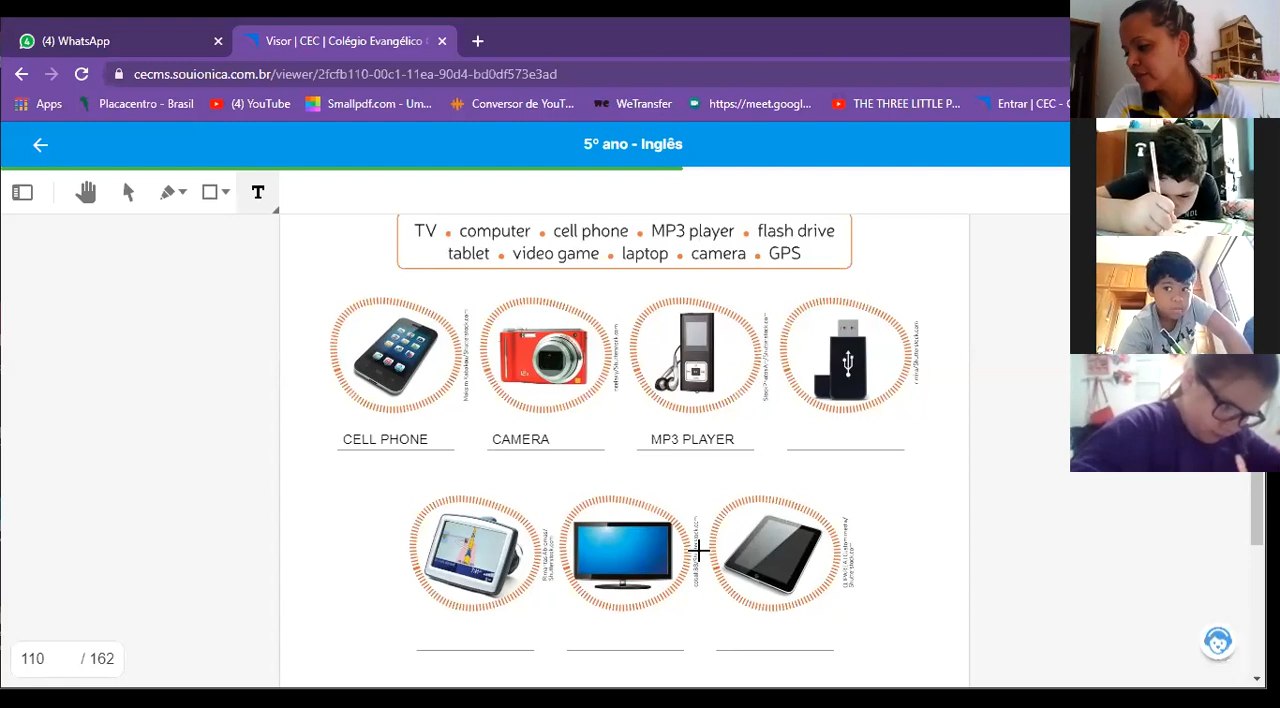 (4) WhatsApp
Visor | CEC | Colégio Evangélico
cecms.souionica.com.br/viewer/2fcfb110-00c1-11ea-90d4-bd0df573e3ad
Apps Placacentro - Brasil (4) YouTube Smallpdf.com - Um... Conversor de YouT... WeTransfer https://meet.googl... THE THREE LITTLE P... Entrar | CEC -
5º ano - Inglês
T
TV • computer • cell phone • MP3 player • flash drive
tablet • video game • laptop • camera • GPS
CELL PHONE CAMERA MP3 PLAYER
110 / 162